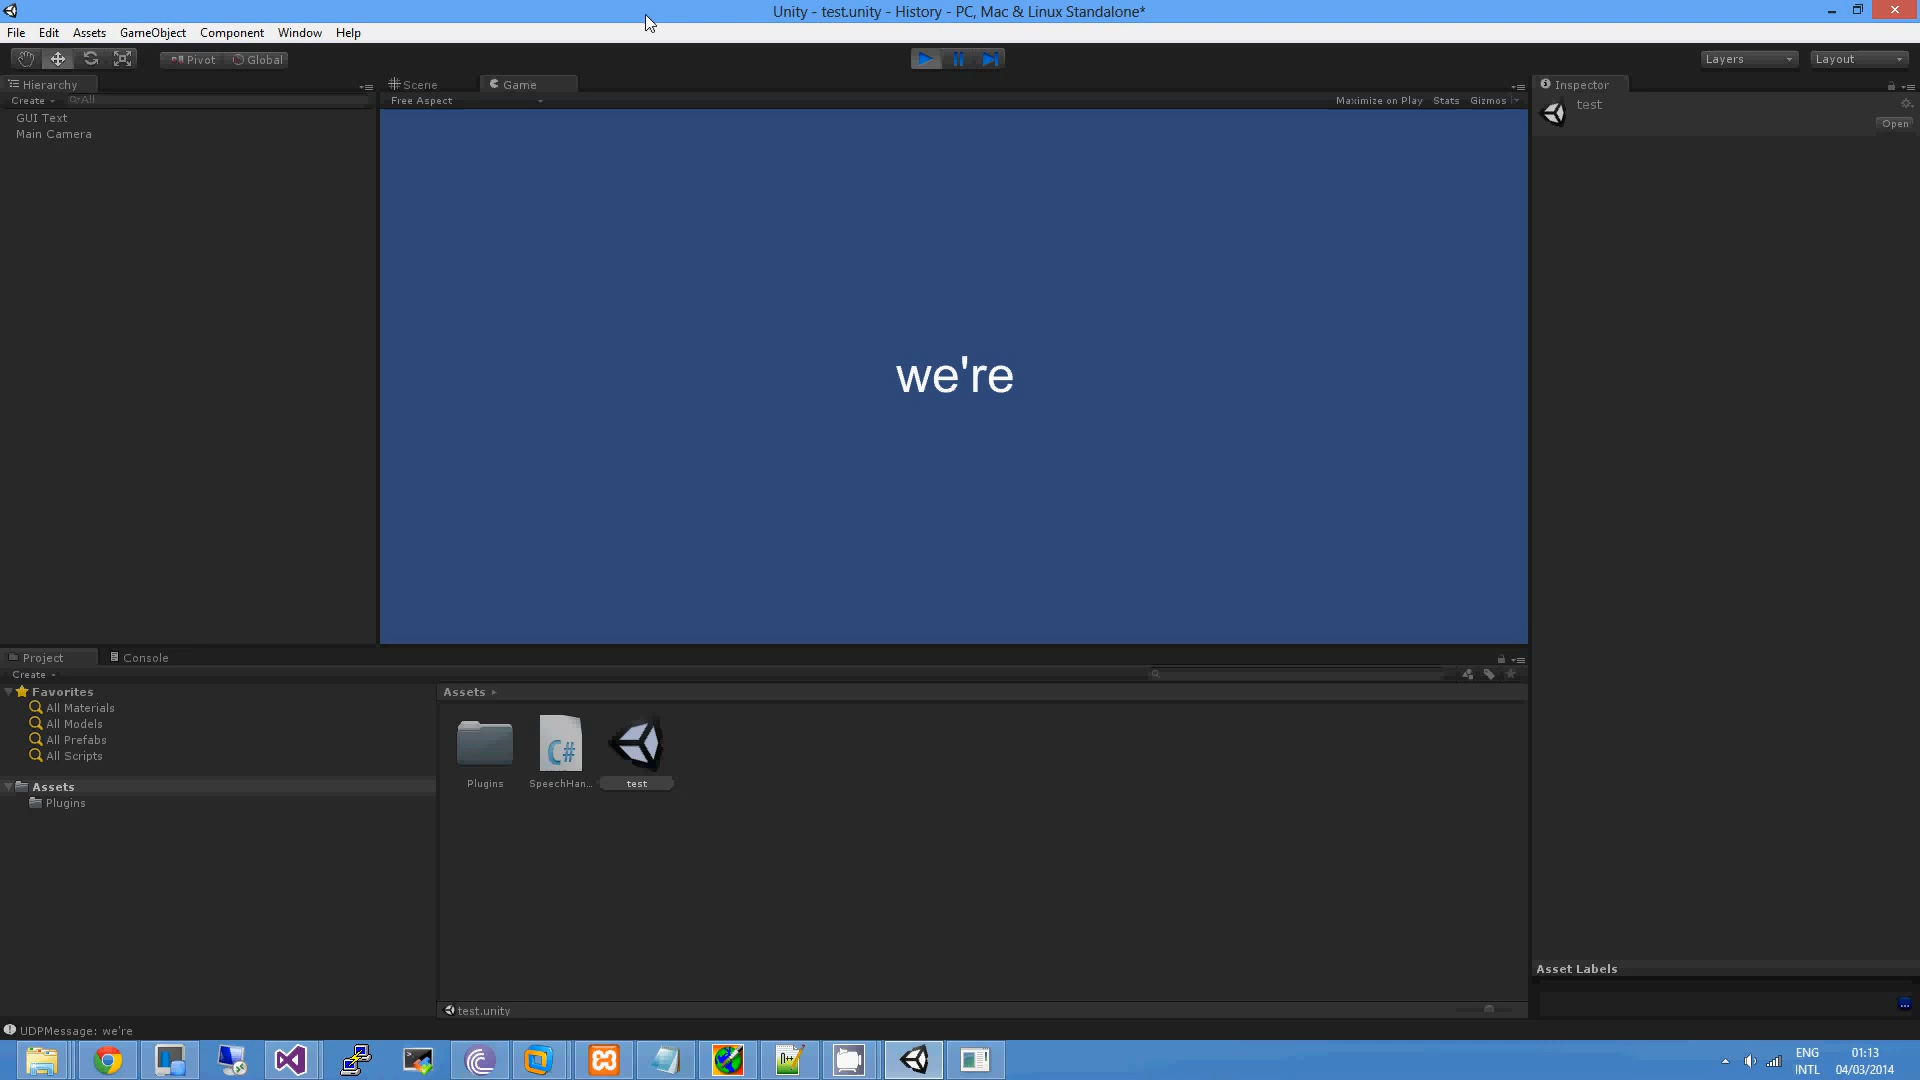 Unity - test.unity - History - PC, Mac & Linux Standalone*
File Edit Assets GameObject Component Window Help
Pivot Global
Layers Layout
Hierarchy
Create All
GUI Text
Main Camera
Scene Game
Free Aspect Maximize on Play Stats Gizmos
we're
Inspector
test
Open
Project Console
Create
Favorites
All Materials
All Models
All Prefabs
All Scripts
Assets
Plugins
Assets
Plugins SpeechHan... test
test.unity
Asset Labels
UDPMessage: we're
ENG
INTL
01:13
04/03/2014